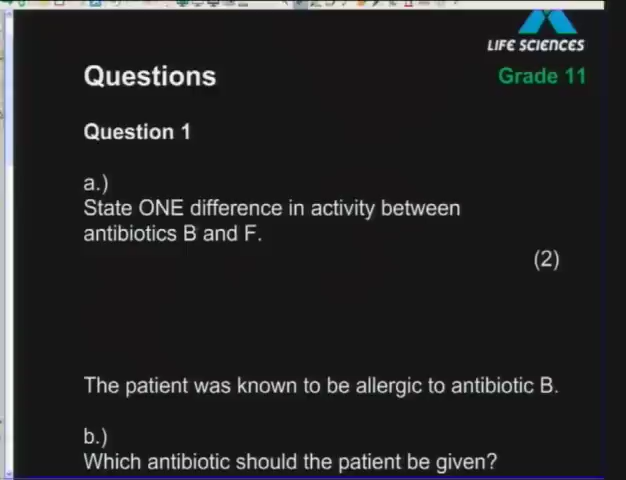 LIFE SCIENCES
Questions
Grade 11
Question 1
a.)
State ONE difference in activity between
antibiotics B and F.
(2)
The patient was known to be allergic to antibiotic B.
b.)
Which antibiotic should the patient be given?